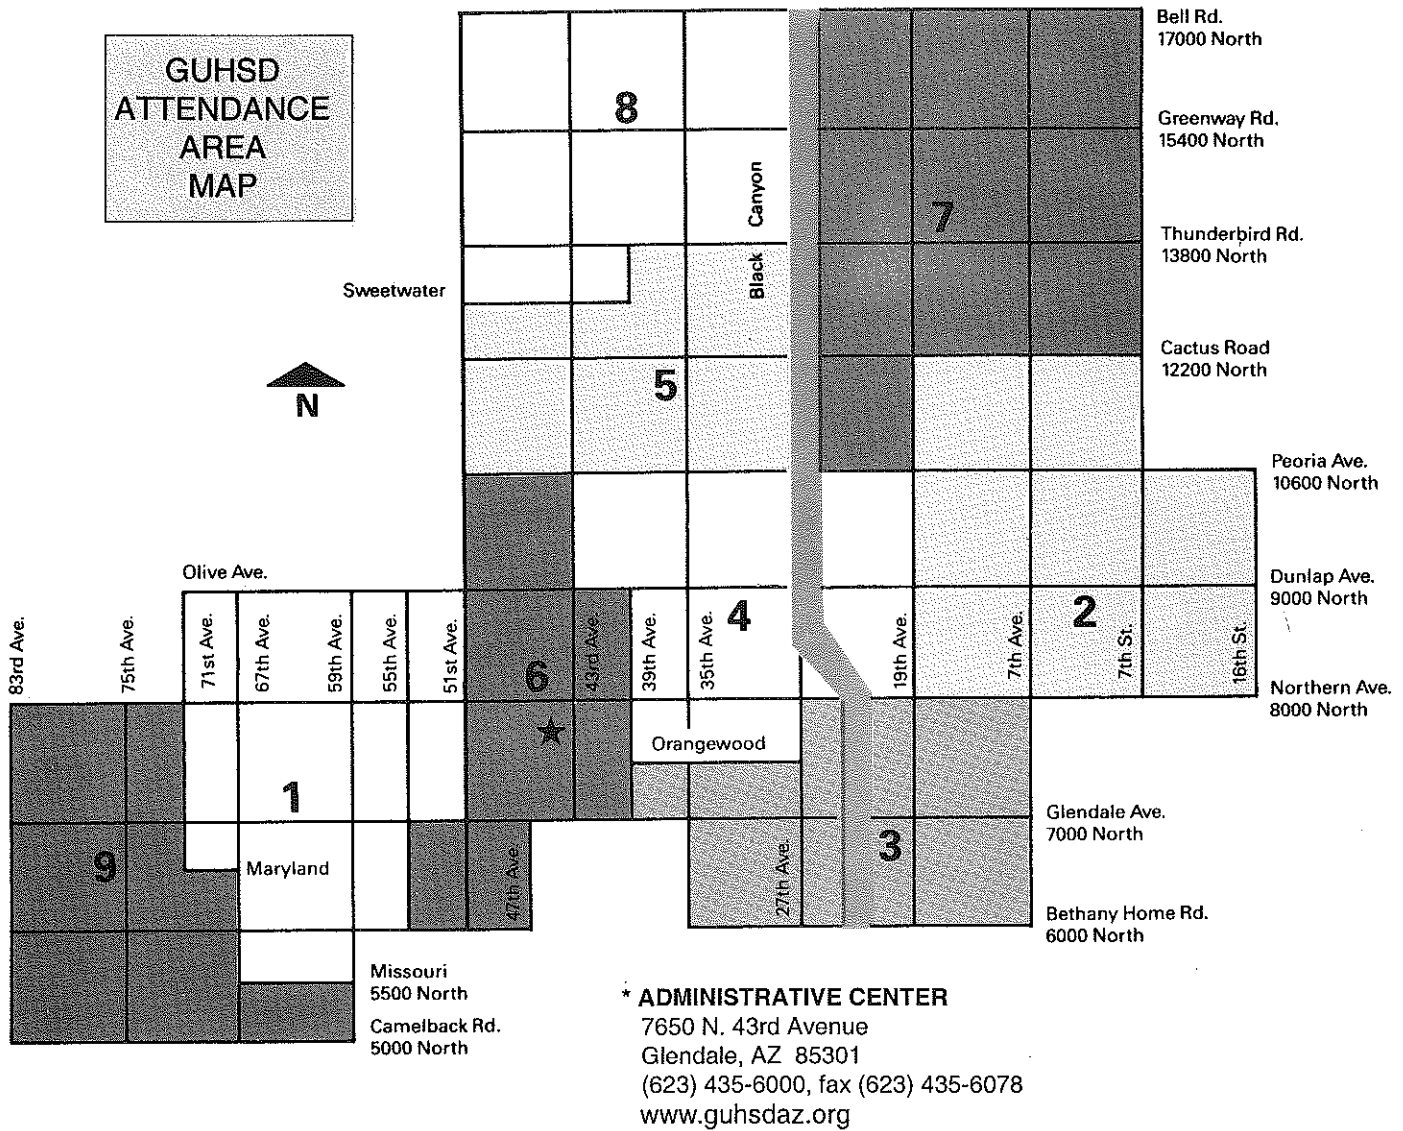 GUHSD
ATTENDANCE
AREA
MAP
Bell Rd.
17000 North
8
Greenway Rd.
15400 North
Black Canyon
7
Thunderbird Rd.
13800 North
Sweetwater
N
5
Cactus Road
12200 North
Peoria Ave.
10600 North
Olive Ave.
Dunlap Ave.
9000 North
83rd Ave.
75th Ave.
71st Ave.
67th Ave.
59th Ave.
55th Ave.
51st Ave.
6
43rd Ave.
39th Ave.
35th Ave.
4
19th Ave.
7th Ave.
2
7th St.
16th St.
Northern Ave.
8000 North
Orangewood
1
Glendale Ave.
7000 North
9
Maryland
47th Ave.
27th Ave.
3
Bethany Home Rd.
6000 North
Missouri
5500 North
Camelback Rd.
5000 North
* ADMINISTRATIVE CENTER
7650 N. 43rd Avenue
Glendale, AZ 85301
(623) 435-6000, fax (623) 435-6078
www.guhsdaz.org